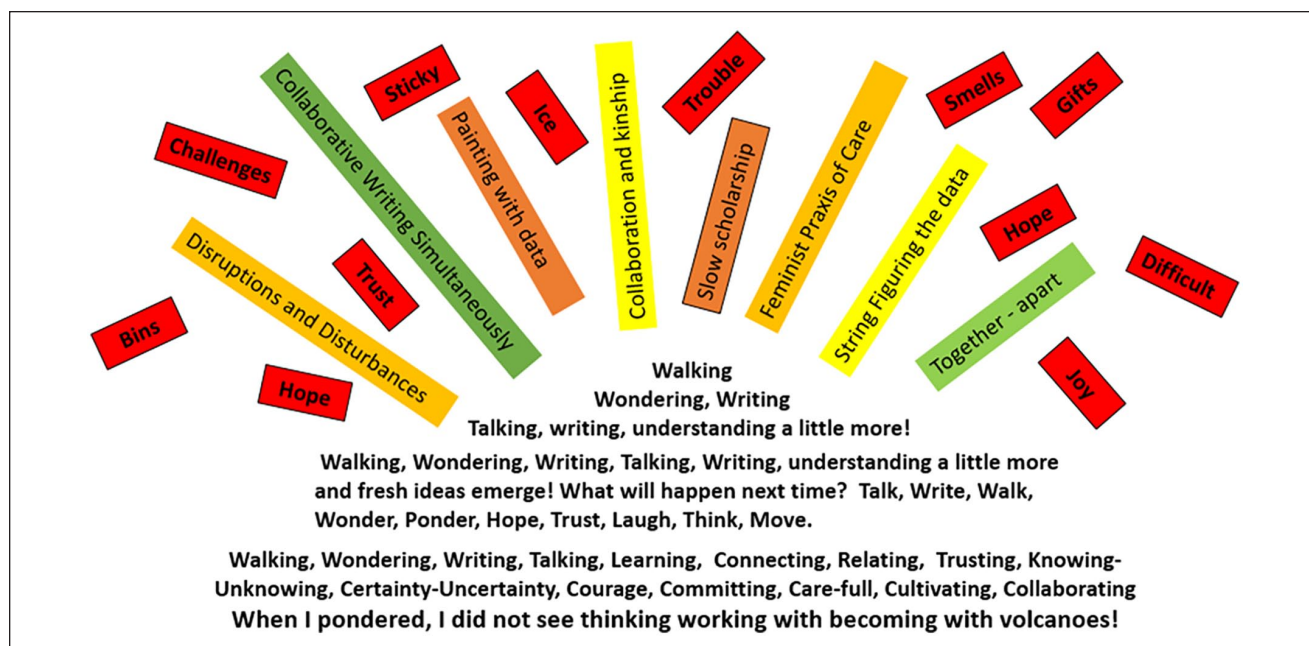 Sticky
Ice
Trouble
Smells
Gifts
Challenges
Collaborative Writing Simultaneously
Painting with data
Collaboration and kinship
Slow scholarship
Feminist Praxis of Care
String Figuring the data
Hope
Difficult
Disruptions and Disturbances
Trust
Together - apart
Bins
Hope
Joy
Walking
Wondering, Writing
Talking, writing, understanding a little more!
Walking, Wondering, Writing, Talking, Writing, understanding a little more
and fresh ideas emerge! What will happen next time? Talk, Write, Walk,
Wonder, Ponder, Hope, Trust, Laugh, Think, Move.
Walking, Wondering, Writing, Talking, Learning, Connecting, Relating, Trusting, Knowing-
Unknowing, Certainty-Uncertainty, Courage, Committing, Care-full, Cultivating, Collaborating
When I pondered, I did not see thinking working with becoming with volcanoes!